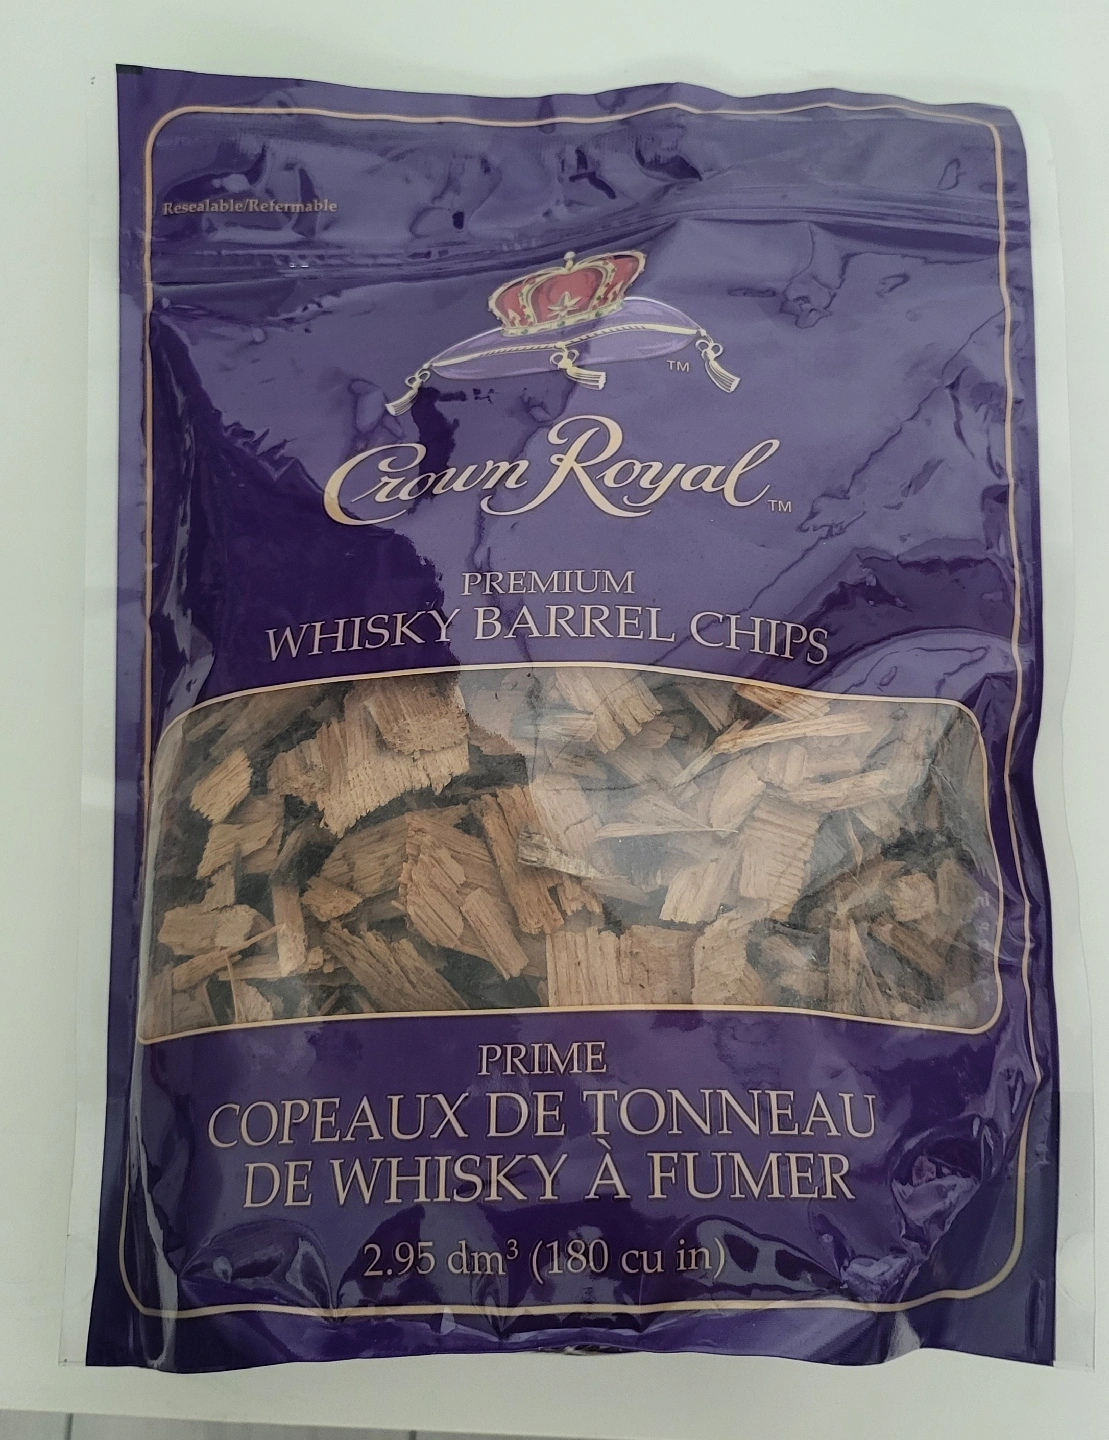 Resealable/Refermable
TM
Crown Royal TM
PREMIUM
WHISKY BARREL CHIPS
PRIME
COPEAUX DE TONNEAU
DE WHISKY À FUMER
2.95 dm³ (180 cu in)